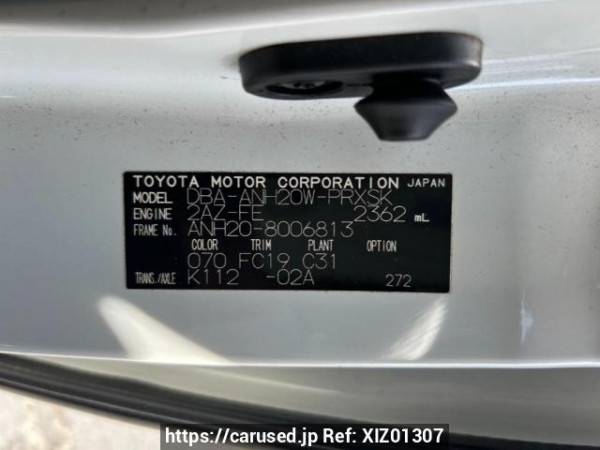 TOYOTA MOTOR CORPORATION JAPAN
MODEL DBA-ANH20W-PRXSK
ENGINE 2AZ-FE 2362 mL
FRAME No. ANH20-8006813
COLOR TRIM PLANT OPTION
070 FC19 C31
TRANS./AXLE K112 -02A 272
https://carused.jp Ref: XIZ01307